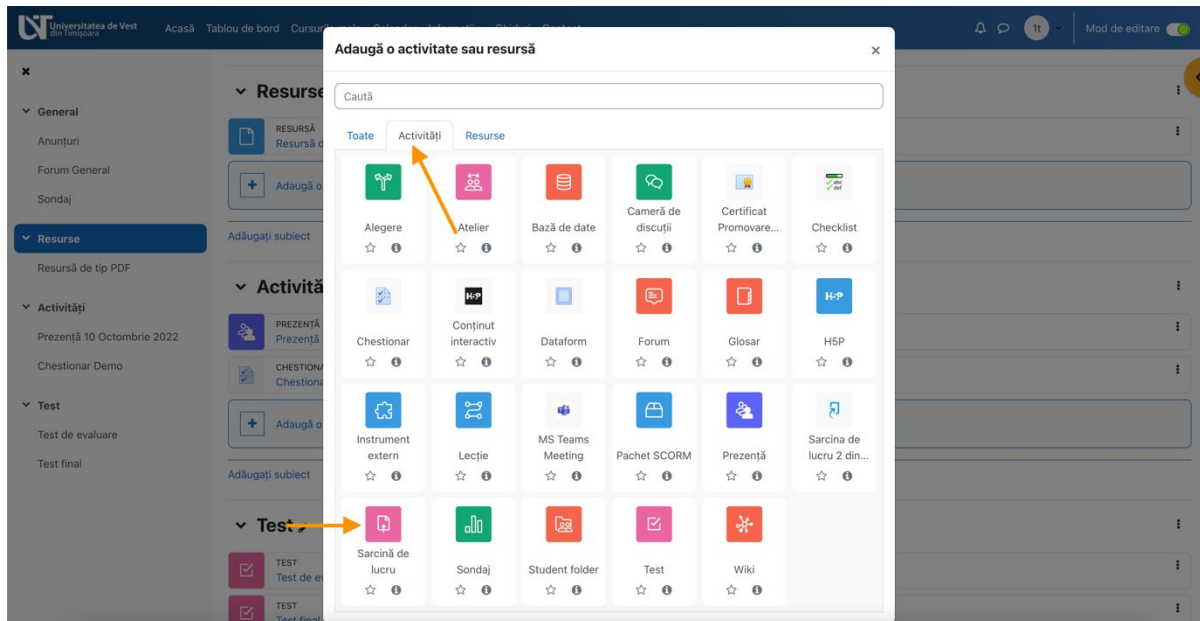 Universitatea de Vest
din Timișoara
Acasă Tablou de bord
1t
Mod de editare
Adaugă o activitate sau resursă
Caută
Toate Activități Resurse
Alegere
Atelier
Bază de date
Cameră de
discuții
Certificat
Promovare...
Checklist
Chestionar
Conținut
interactiv
Dataform
Forum
Glosar
H5P
Instrument
extern
Lecție
MS Teams
Meeting
Pachet SCORM
Prezență
Sarcina de
lucru 2 din...
Sarcină de
lucru
Sondaj
Student folder
Test
Wiki
General
Anunțuri
Forum General
Sondaj
Resurse
Resursă de tip PDF
Activități
Prezență 10 Octombrie 2022
Chestionar Demo
Test
Test de evaluare
Test final
Resurse
RESURSĂ
Resursă d
Adaugă o
Adăugați subiect
Activită
PREZENȚĂ
Prezență
CHESTIONA
Chestiona
Adaugă o
Adăugați subiect
Test
TEST
Test de ev
TEST
Test final